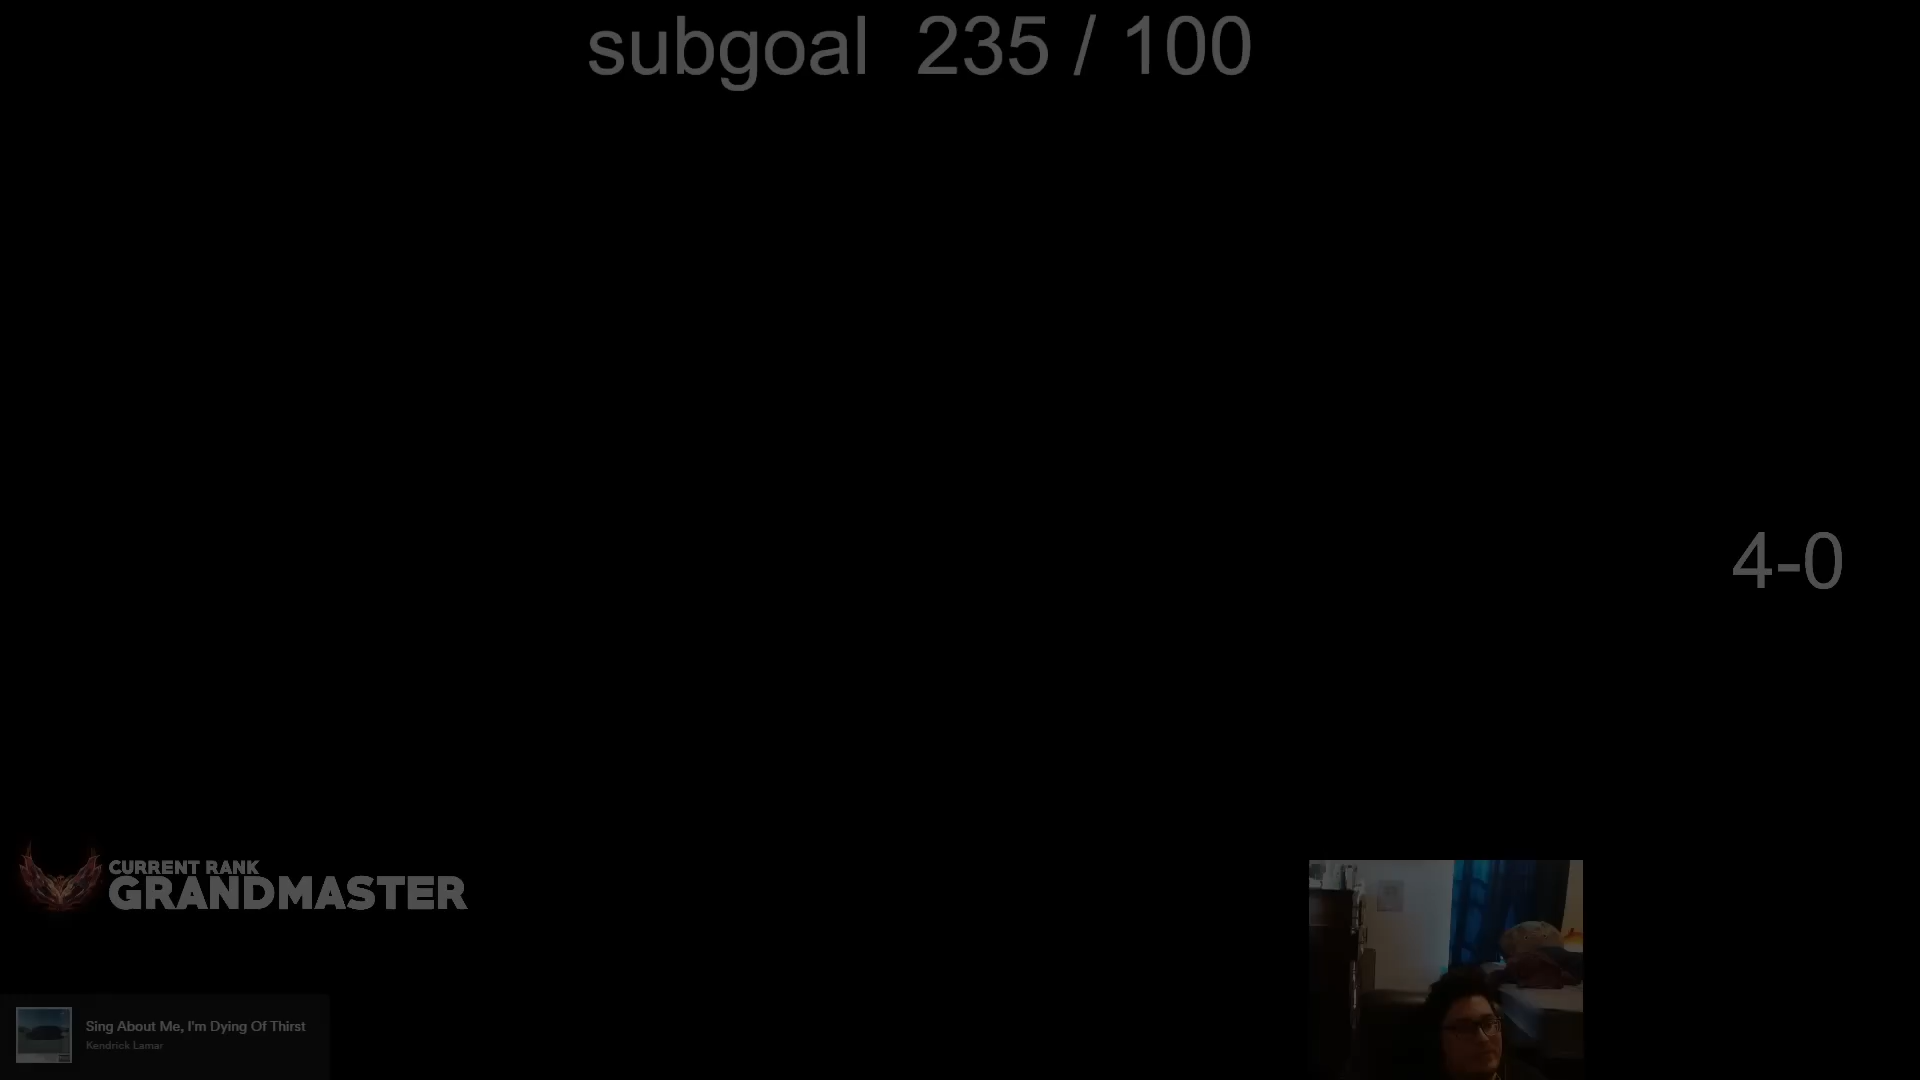 subgoal 235 / 100
4-0
CURRENT RANK
GRANDMASTER
Sing About Me, I'm Dying Of Thirst
Kendrick Lamar